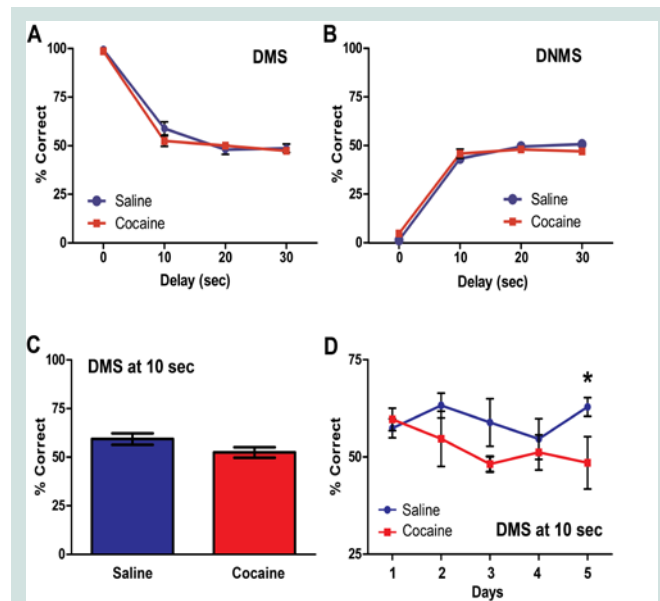 A
DMS
% Correct
100
75
50
25
0
Saline
Cocaine
0 10 20 30
Delay (sec)
B
DNMS
% Correct
100
75
50
25
0
Saline
Cocaine
0 10 20 30
Delay (sec)
C
DMS at 10 sec
% Correct
100
75
50
25
0
Saline Cocaine
D
% Correct
75
50
25
*
Saline
Cocaine
DMS at 10 sec
1 2 3 4 5
Days